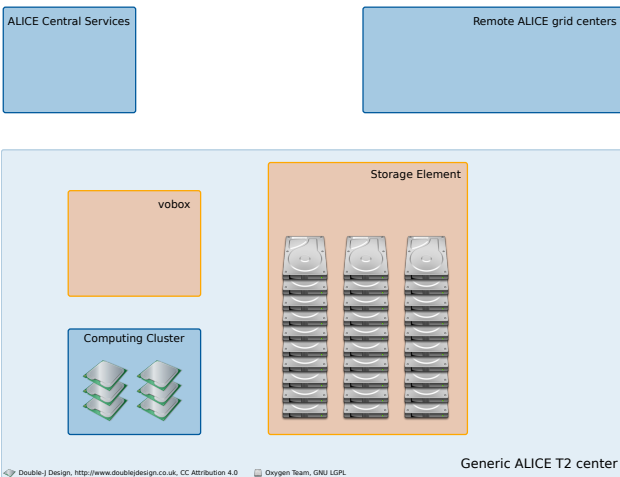 ALICE Central Services
Remote ALICE grid centers
Storage Element
vobox
Computing Cluster
Generic ALICE T2 center
Double-J Design, http://www.doublejdesign.co.uk, CC Attribution 4.0
Oxygen Team, GNU LGPL